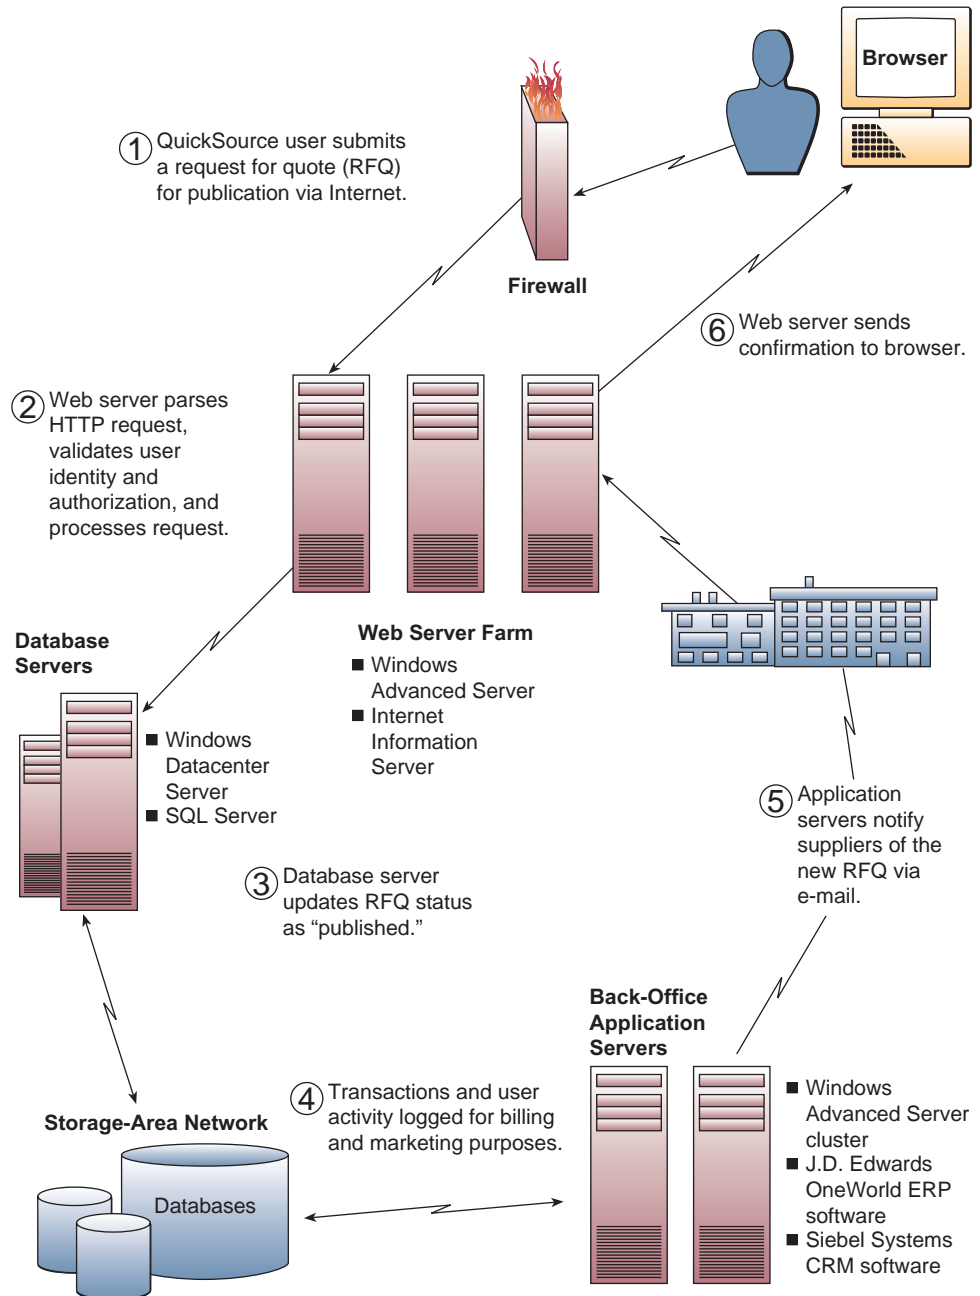 Browser
① QuickSource user submits
a request for quote (RFQ)
for publication via Internet.
Firewall
⑥ Web server sends
confirmation to browser.
② Web server parses
HTTP request,
validates user
identity and
authorization, and
processes request.
Database
Servers
■ Windows
Datacenter
Server
■ SQL Server
Web Server Farm
■ Windows
Advanced Server
■ Internet
Information
Server
⑤ Application
servers notify
suppliers of the
new RFQ via
e-mail.
③ Database server
updates RFQ status
as “published.”
Back-Office
Application
Servers
■ Windows
Advanced Server
cluster
■ J.D. Edwards
OneWorld ERP
software
■ Siebel Systems
CRM software
④ Transactions and user
activity logged for billing
and marketing purposes.
Storage-Area Network
Databases